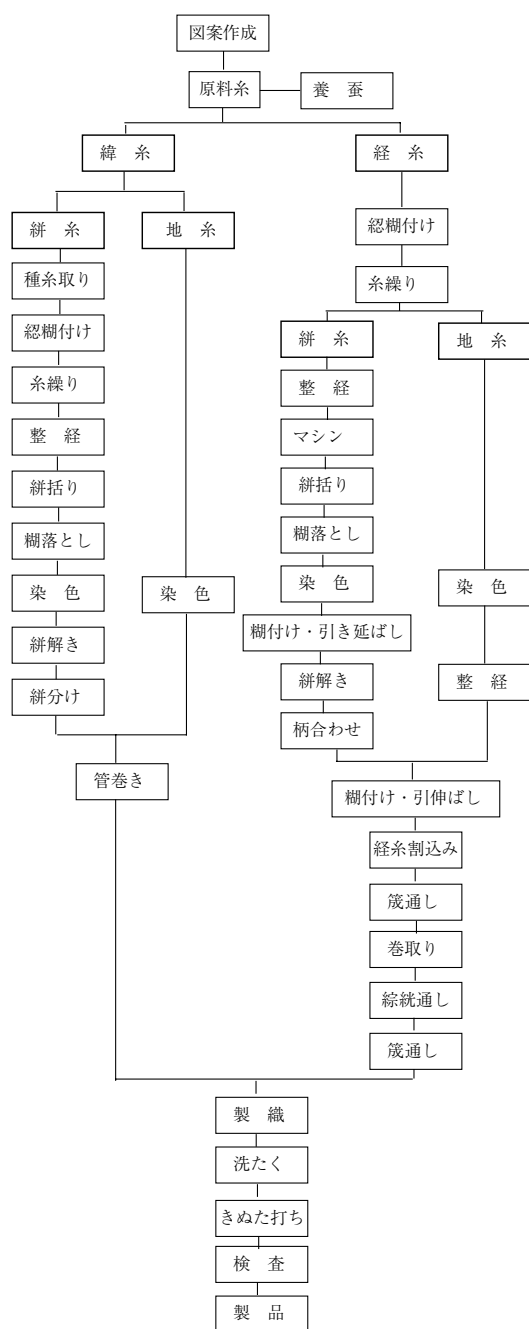 図案作成
原料糸
養　蚕
緯　糸
経　糸
絣　糸
地　糸
種糸取り
綛糊付け
糸繰り
整　経
絣括り
糊落とし
染　色
絣解き
絣分け
染　色
管巻き
綛糊付け
糸繰り
絣　糸
地　糸
整　経
マシン
絣括り
糊落とし
染　色
糊付け・引き延ばし
絣解き
柄合わせ
染　色
整　経
糊付け・引伸ばし
経糸割込み
筬通し
巻取り
綜絖通し
筬通し
製　織
洗たく
きぬた打ち
検　査
製　品